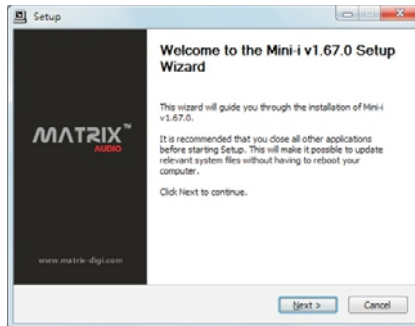 Setup
Welcome to the Mini-i v1.67.0 Setup
Wizard
This wizard will guide you through the installation of Mini-i
v1.67.0.
It is recommended that you close all other applications
before starting Setup. This will make it possible to update
relevant system files without having to reboot your
computer.
Click Next to continue.
MATRIX™
AUDIO
www.matrix-digi.com
Next >
Cancel